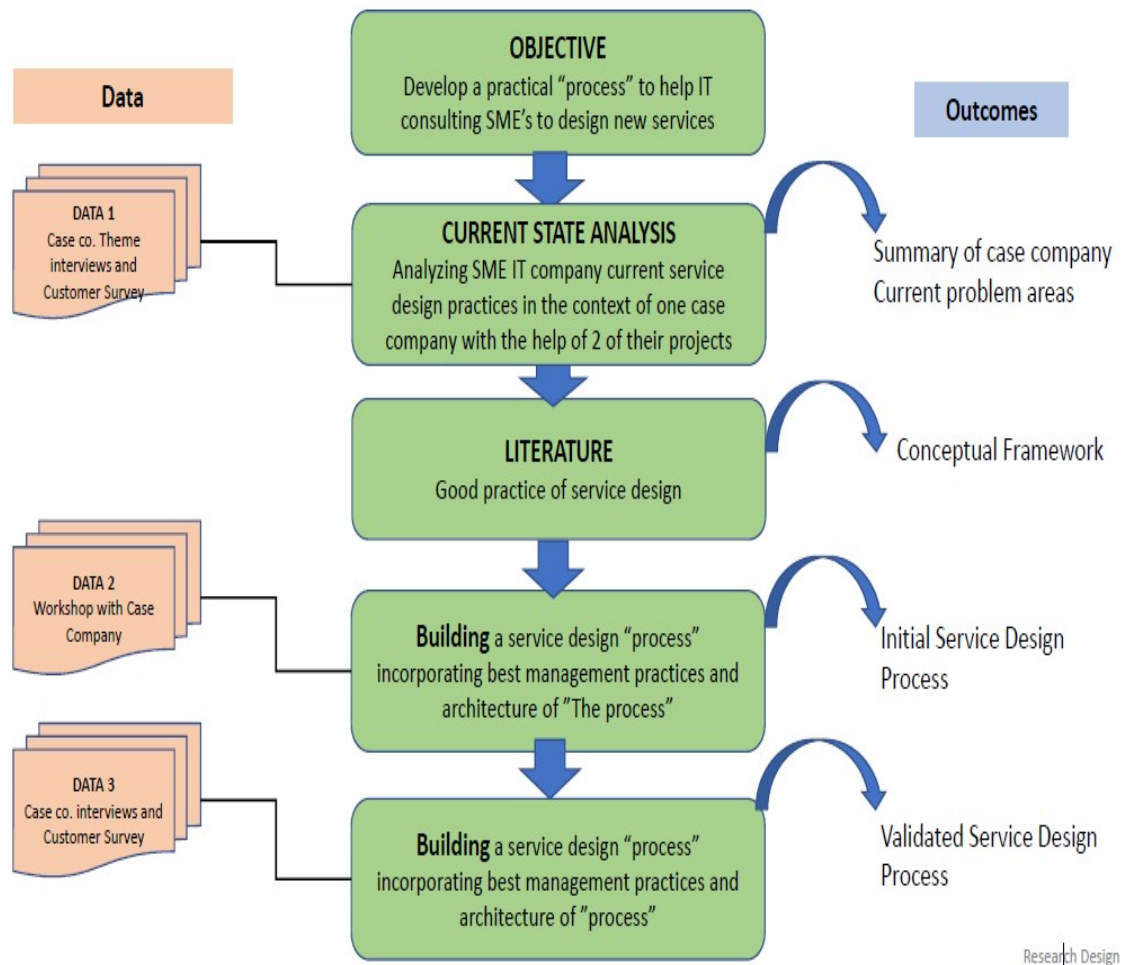 OBJECTIVE
Develop a practical “process” to help IT
consulting SME’s to design new services
Data
Outcomes
DATA 1
Case co. Theme
interviews and
Customer Survey
CURRENT STATE ANALYSIS
Analyzing SME IT company current service
design practices in the context of one case
company with the help of 2 of their projects
Summary of case company
Current problem areas
LITERATURE
Good practice of service design
Conceptual Framework
DATA 2
Workshop with Case
Company
Building a service design “process”
incorporating best management practices and
architecture of ”The process”
Initial Service Design
Process
DATA 3
Case co. interviews and
Customer Survey
Building a service design “process”
incorporating best management practices and
architecture of ”process”
Validated Service Design
Process
Research Design